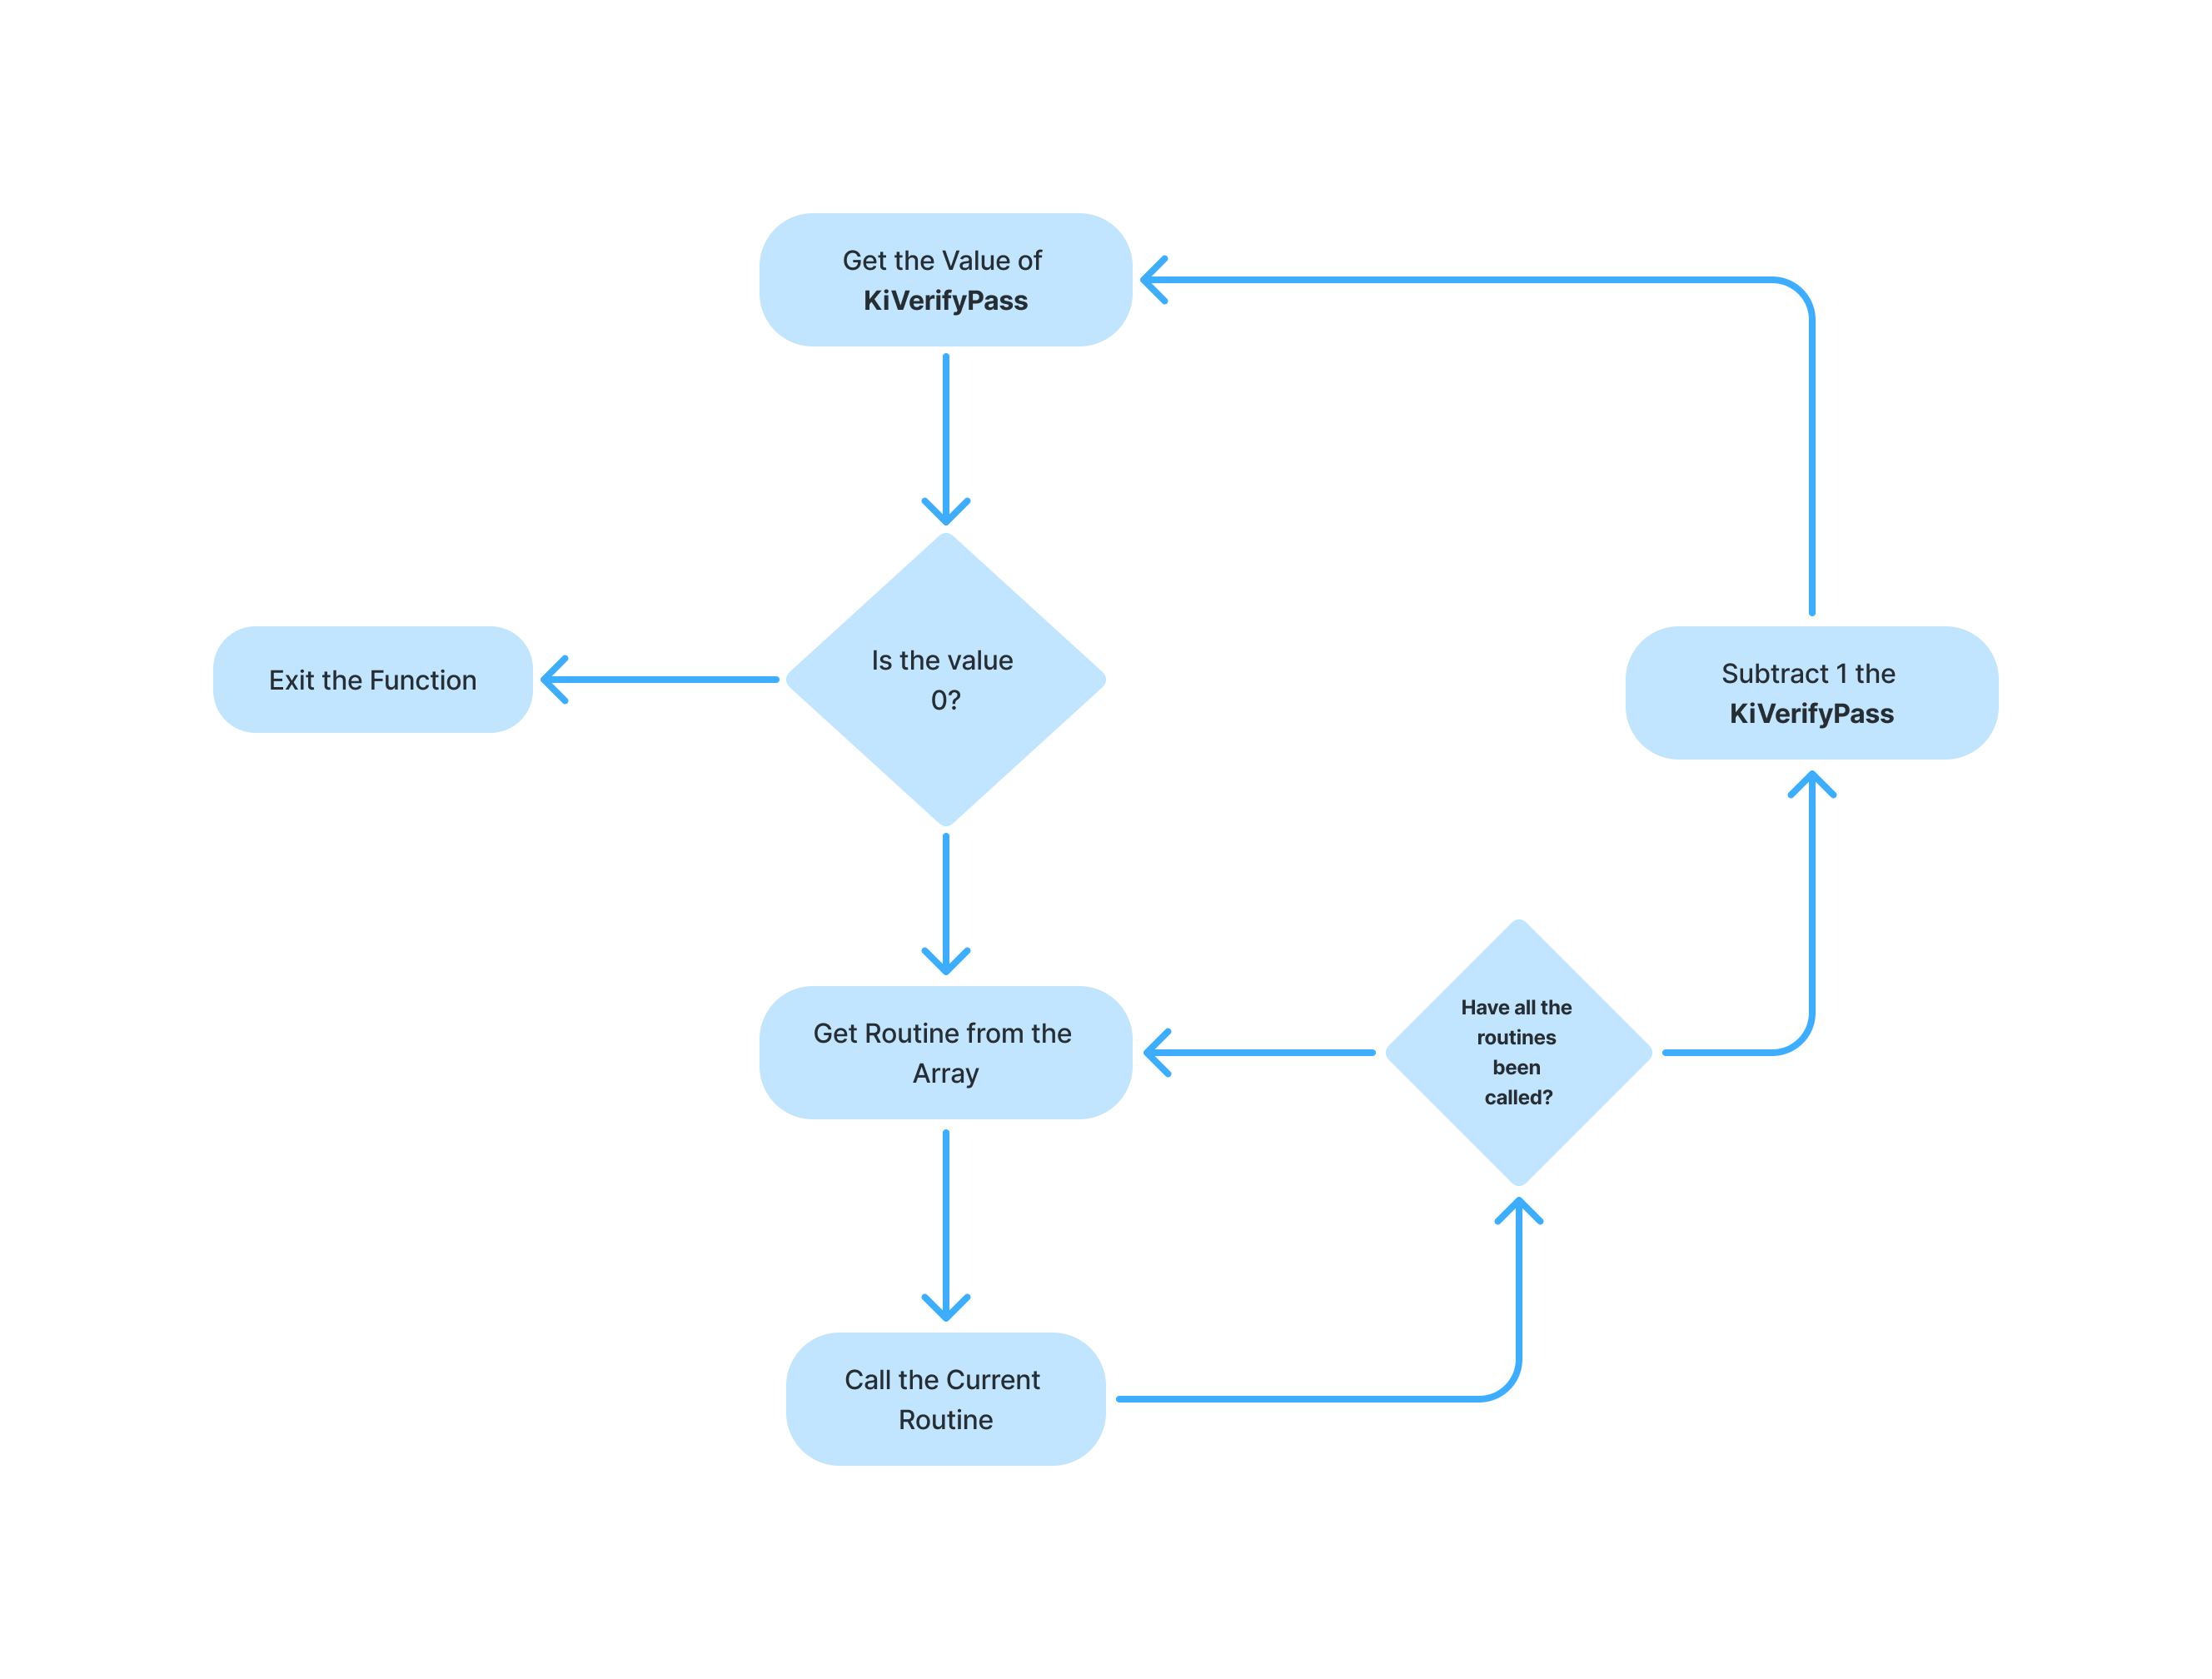 Get the Value of
KiVerifyPass
Is the value
0?
Exit the Function
Subtract 1 the
KiVerifyPass
Get Routine from the
Array
Have all the
routines
been
called?
Call the Current
Routine